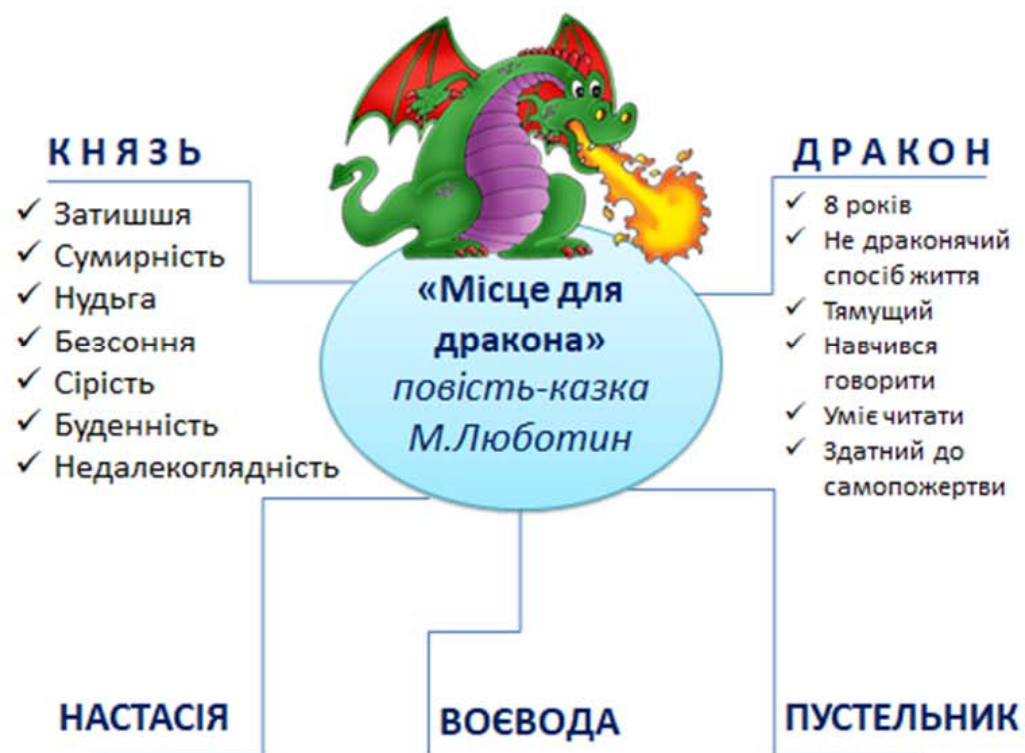 КНЯЗЬ
✓ Затишшя
✓ Сумирність
✓ Нудьга
✓ Безсоння
✓ Сірість
✓ Буденність
✓ Недалекоглядність
«Місце для
дракона»
повість-казка
М.Люботин
ДРАКОН
✓ 8 років
✓ Не драконячий
спосіб життя
✓ Тямущий
✓ Навчився
говорити
✓ Уміє читати
✓ Здатний до
самопожертви
НАСТАСІЯ
ВОЄВОДА
ПУСТЕЛЬНИК